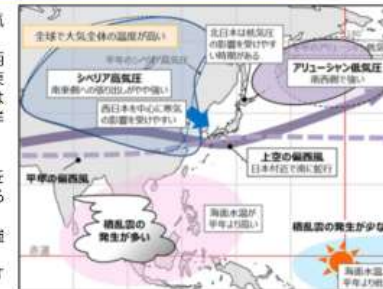 全球で大気全体の温度が高い
北日本は低気圧
の影響を受けやす
い時期がある
シベリア高気圧
南東側への張り出しがやや強い
西日本を中心に寒気
の影響を受けやすい
アリューシャン低気圧
南西側で強い
上空の偏西風
日本付近で南に蛇行
平年の偏西風
積乱雲の
発生が多い
海面水温が
平年より高い
積乱雲の発生が少な
赤道
海面水温
平年より